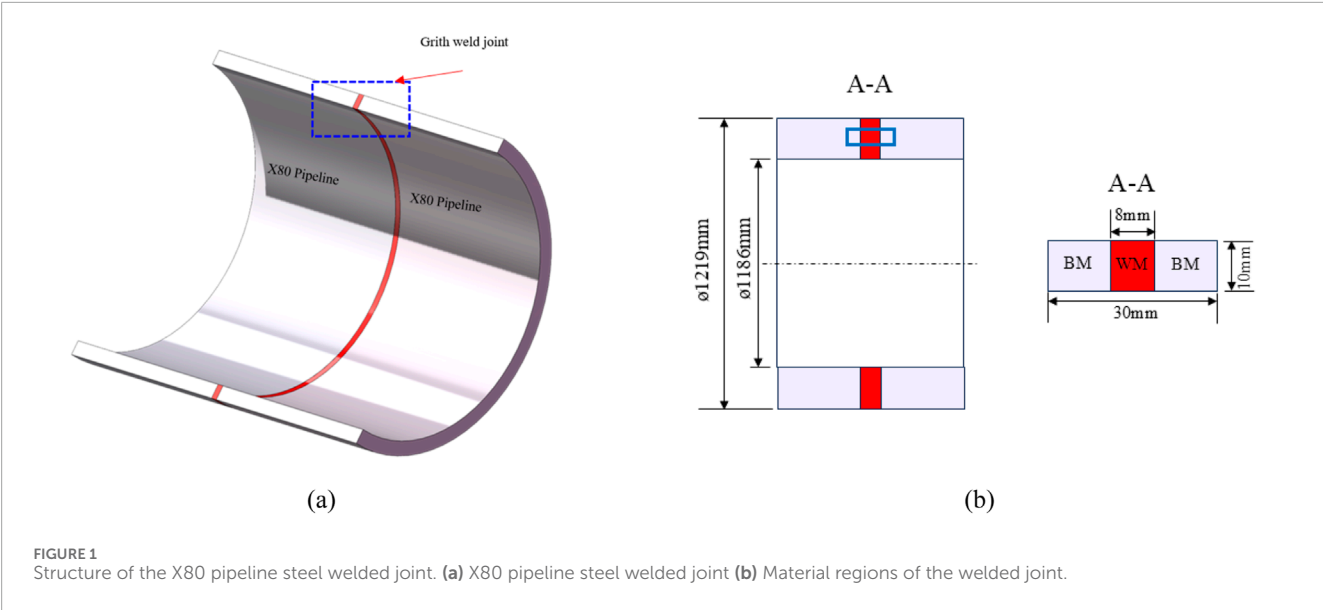 Grith weld joint
X80 Pipeline
X80 Pipeline
(a)
A-A
ø1219mm
ø1186mm
A-A
8mm
BM
WM
BM
10mm
30mm
(b)
FIGURE 1
Structure of the X80 pipeline steel welded joint. (a) X80 pipeline steel welded joint (b) Material regions of the welded joint.